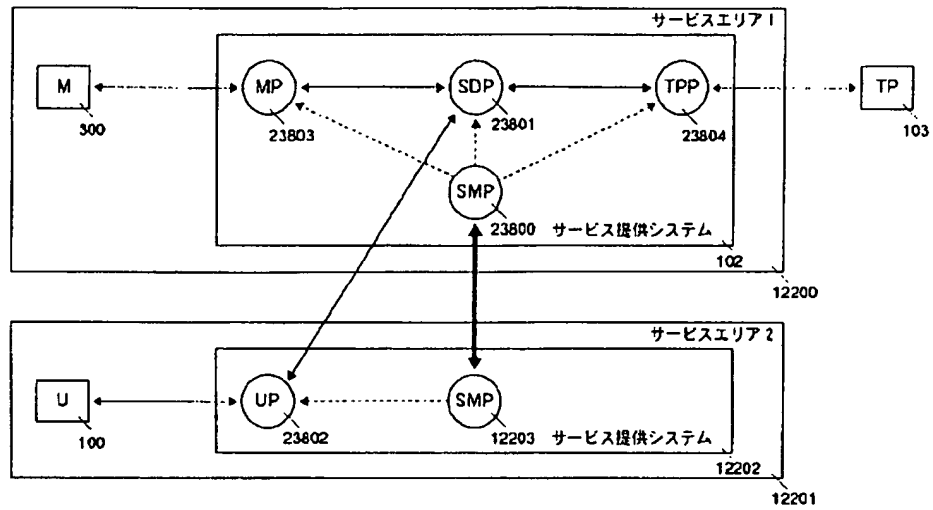 サービスエリア 1
M
MP
SDP
TPP
TP
300
23803
23801
23804
103
SMP
23800
サービス提供システム
102
12200
サービスエリア 2
U
UP
SMP
100
23802
12203
サービス提供システム
12202
12201